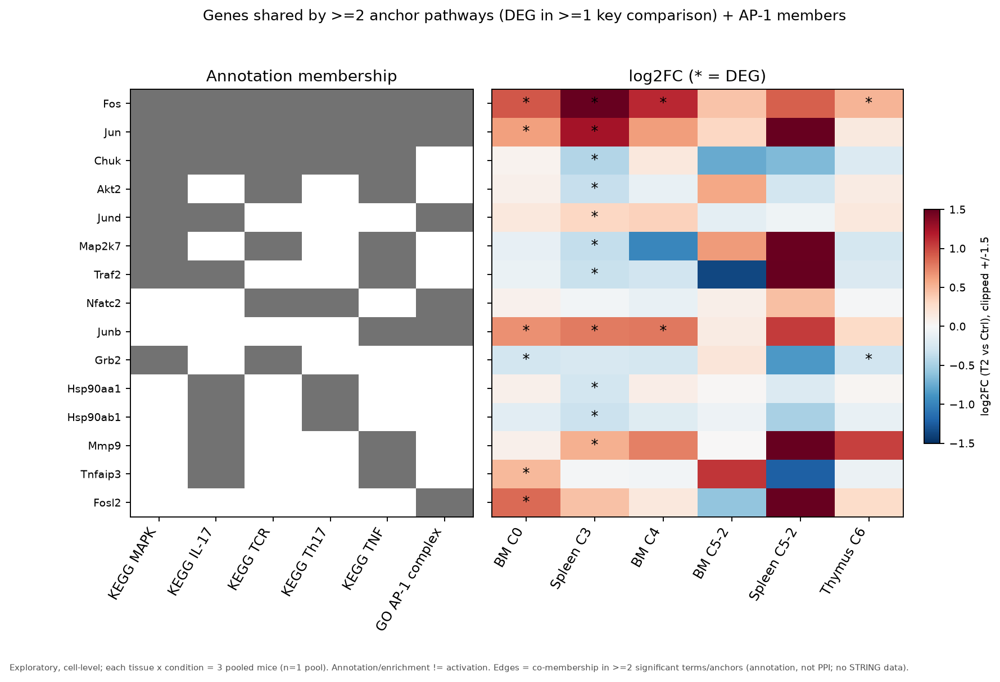 Genes shared by >=2 anchor pathways (DEG in >=1 key comparison) + AP-1 members
Annotation membership
log2FC (* = DEG)
Fos
* * * *
Jun
* *
Chuk
*
Akt2
*
Jund
*
Map2k7
*
Traf2
*
Nfatc2
Junb
* * *
Grb2
* *
Hsp90aa1
*
Hsp90ab1
*
Mmp9
*
Tnfaip3
*
Fosl2
*
KEGG MAPK
KEGG IL-17
KEGG TCR
KEGG Th17
KEGG TNF
GO AP-1 complex
BM C0
Spleen C3
BM C4
BM C5-2
Spleen C5-2
Thymus C6
1.5
1.0
0.5
0.0
−0.5
−1.0
−1.5
log2FC (T2 vs Ctrl), clipped +/-1.5
Exploratory, cell-level; each tissue x condition = 3 pooled mice (n=1 pool). Annotation/enrichment != activation. Edges = co-membership in >=2 significant terms/anchors (annotation, not PPI; no STRING data).